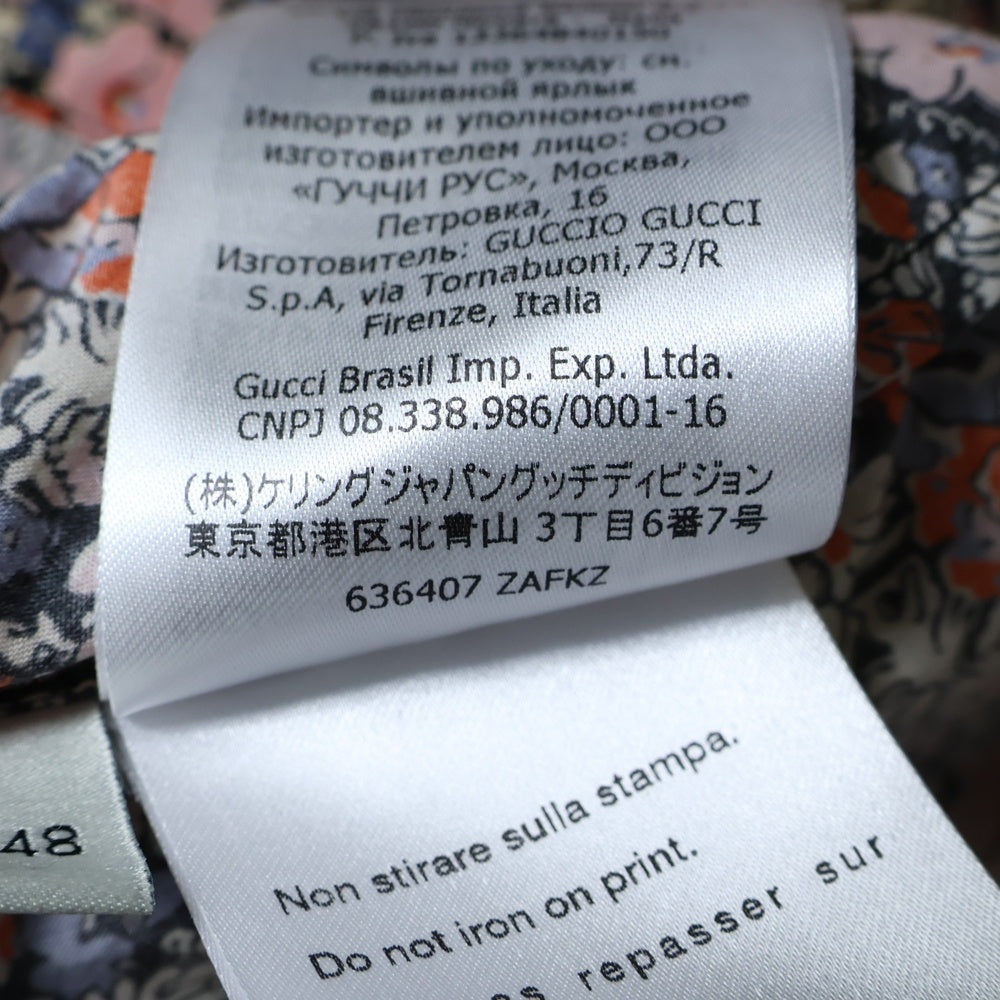 Символы по уходу: см.
вшивной ярлык
Импортер и уполномоченное
изготовителем лицо: ООО
«ГУЧЧИ РУС», Москва,
Петровка, 16
Изготовитель: GUCCIO GUCCI
S.p.A, via Tornabuoni,73/R
Firenze, Italia
Gucci Brasil Imp. Exp. Ltda.
CNPJ 08.338.986/0001-16
(株)ケリングジャパングッチディビジョン
東京都港区北青山 3丁目6番7号
636407 ZAFKZ
48
Non stirare sulla stampa.
Do not iron on print.
repasser sur